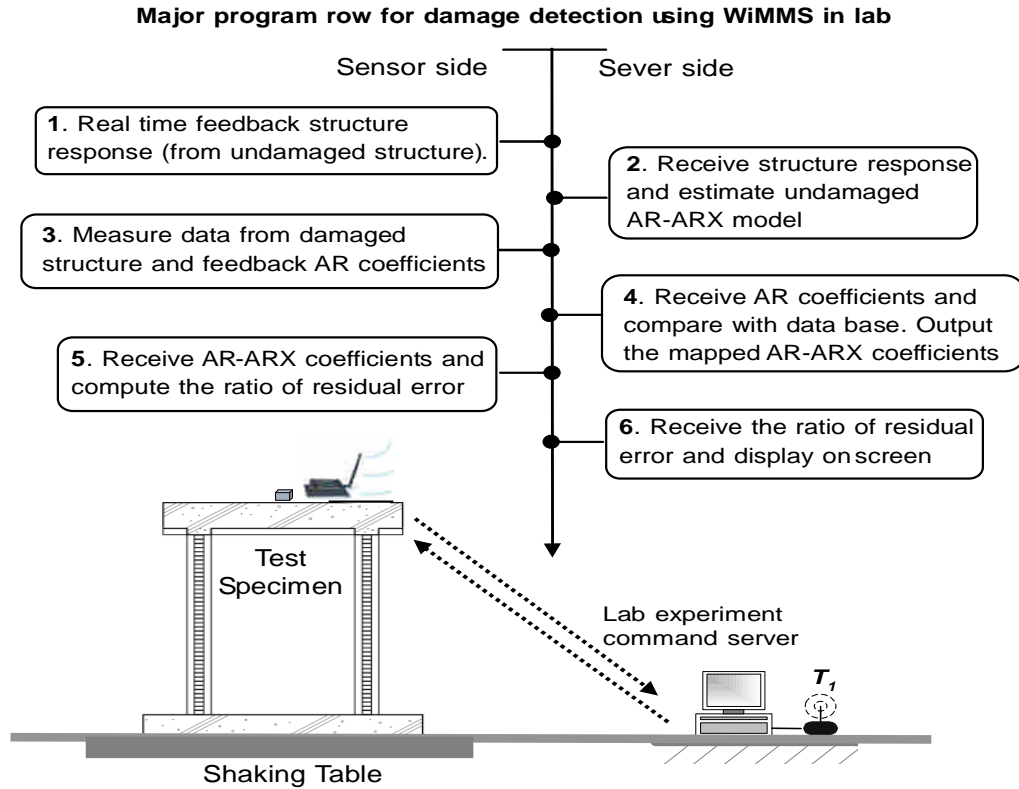 Major program row for damage detection using WiMMS in lab
Sensor side
Sever side
1. Real time feedback structure
response (from undamaged structure).
2. Receive structure response
and estimate undamaged
AR-ARX model
3. Measure data from damaged
structure and feedback AR coefficients
4. Receive AR coefficients and
compare with data base. Output
the mapped AR-ARX coefficients
5. Receive AR-ARX coefficients and
compute the ratio of residual error
6. Receive the ratio of residual
error and display on screen
Test
Specimen
Lab experiment
command server
T1
Shaking Table